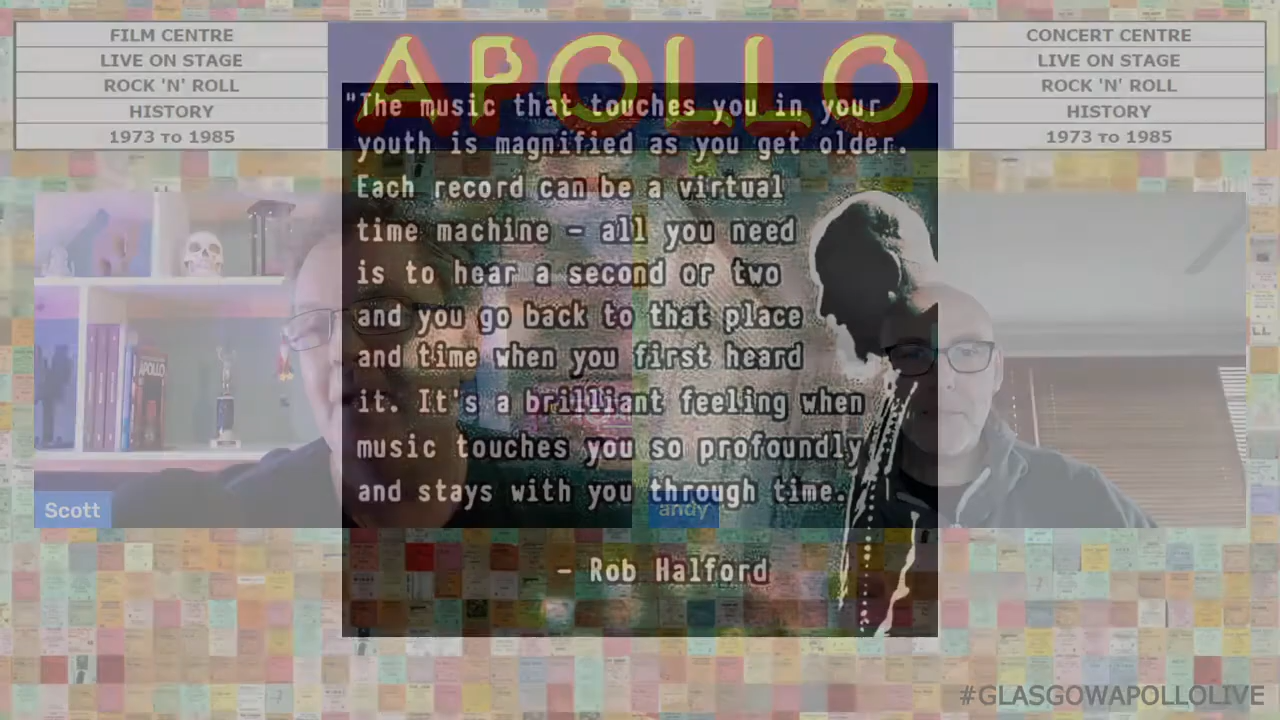 FILM CENTRE
LIVE ON STAGE
ROCK 'N' ROLL
HISTORY
1973 TO 1985
APOLLO
CONCERT CENTRE
LIVE ON STAGE
ROCK 'N' ROLL
HISTORY
1973 TO 1985
"The music that touches you in your
youth is magnified as you get older.
Each record can be a virtual
time machine - all you need
is to hear a second or two
and you go back to that place
and time when you first heard
it. It's a brilliant feeling when
music touches you so profoundly
and stays with you through time.
- Rob Halford
APOLLO
Scott
andy
#GLASGOWAPOLLOLIVE